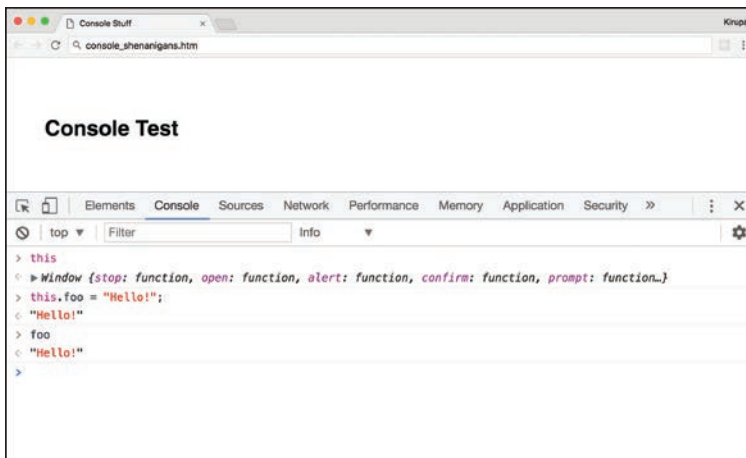 Console Stuff ×
Kirupa
console_shenanigans.htm
Console Test
Elements Console Sources Network Performance Memory Application Security »
top ▼ Filter Info ▼
> this
< ▶ Window {stop: function, open: function, alert: function, confirm: function, prompt: function…}
> this.foo = "Hello!";
< "Hello!"
> foo
< "Hello!"
>